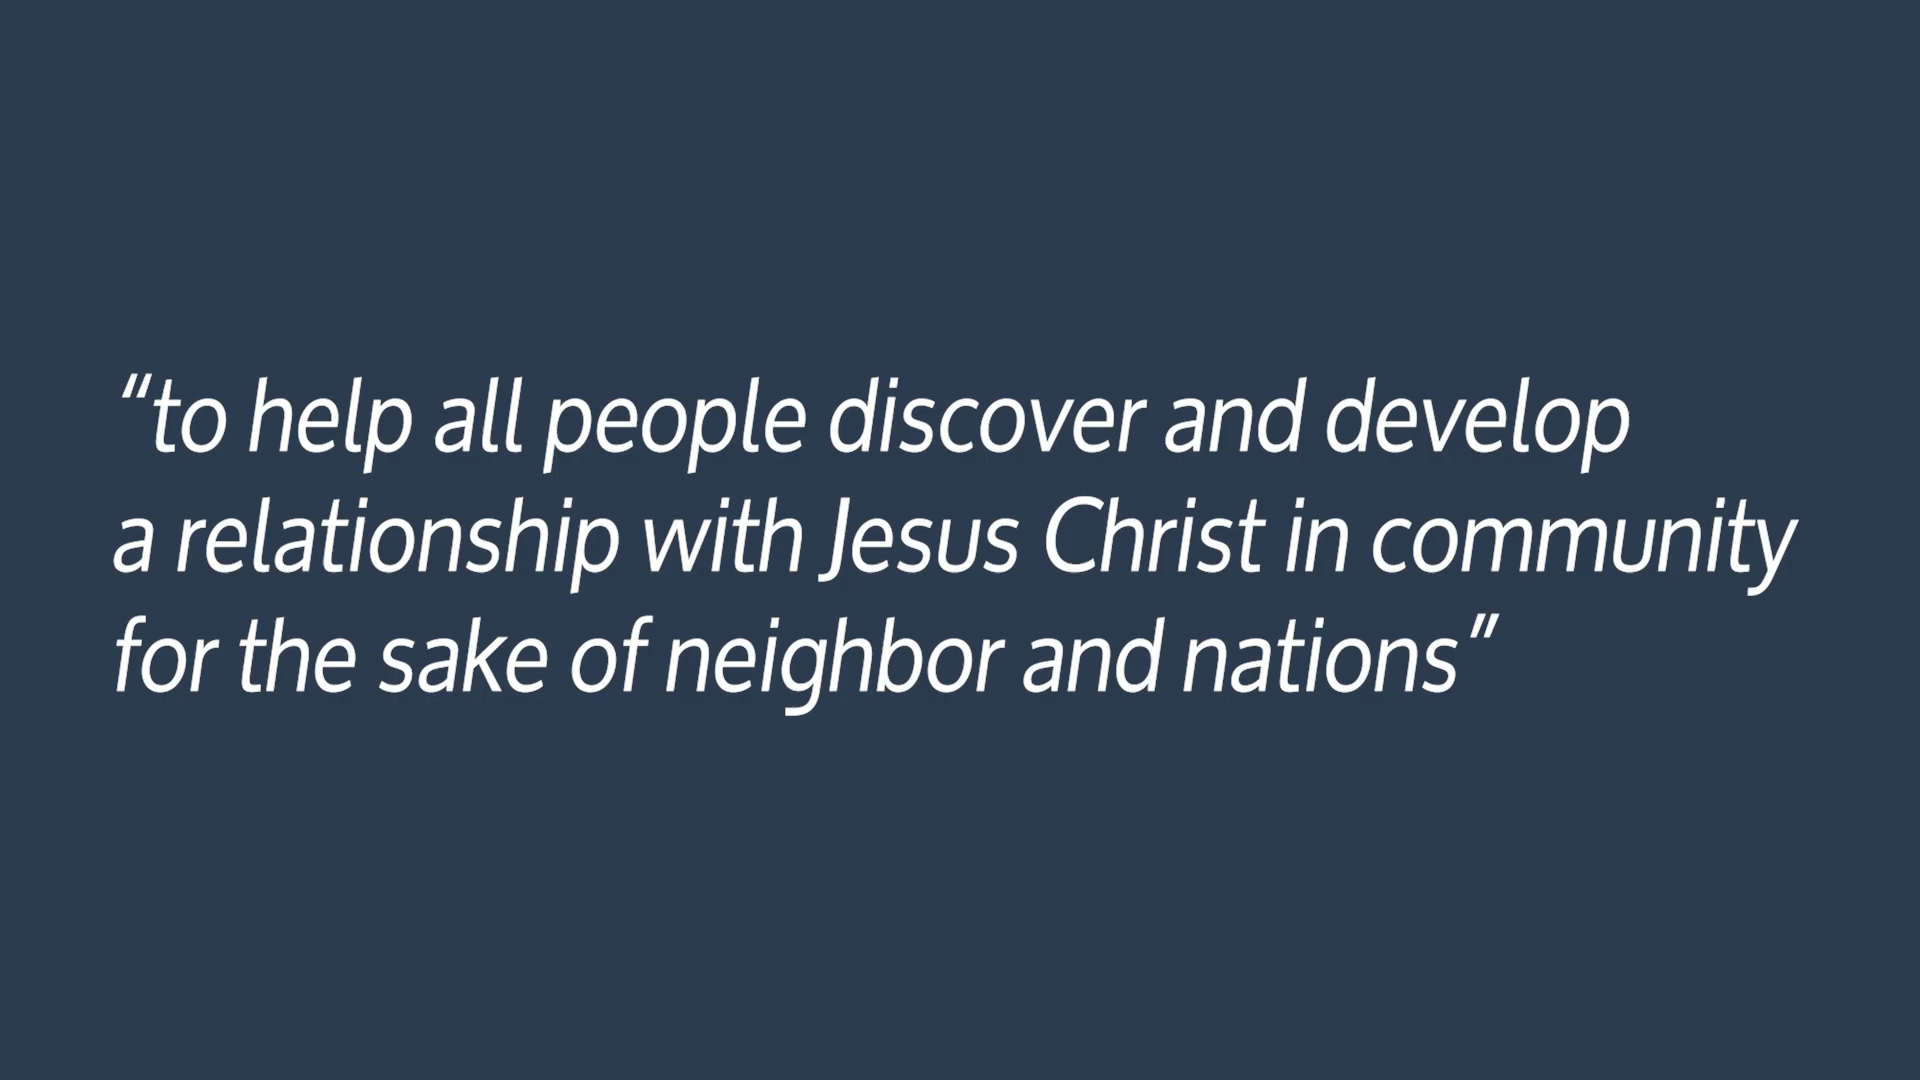 “to help all people discover and develop
a relationship with Jesus Christ in community
for the sake of neighbor and nations”